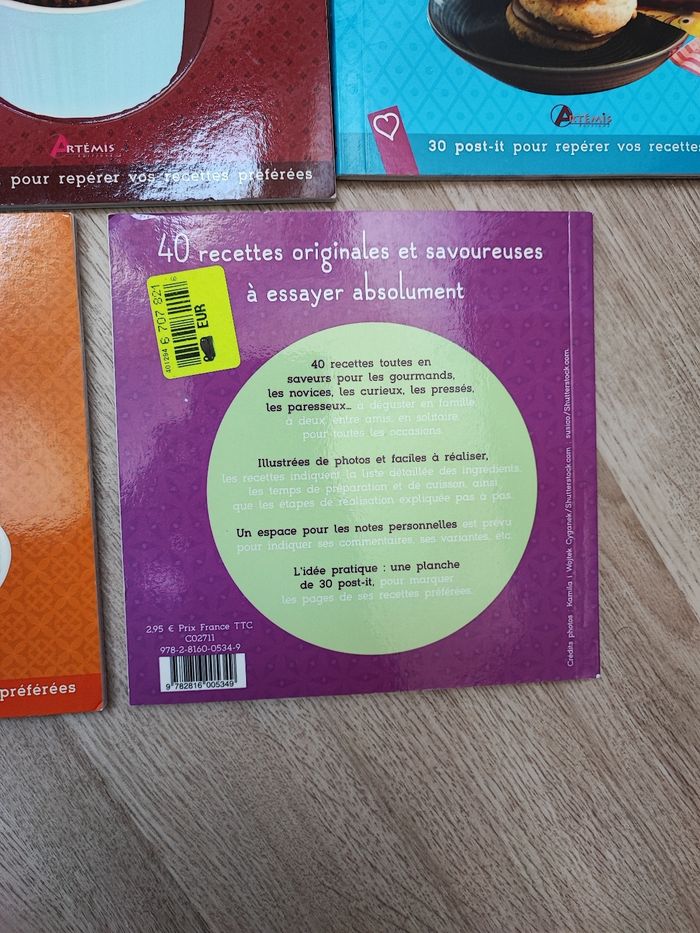 ARTÉMIS
pour repérer vos recettes préférées
ARTÉMIS
30 post-it pour repérer vos recettes
40 recettes originales et savoureuses
à essayer absolument
401294 6 707 821 6
EUR
40 recettes toutes en
saveurs pour les gourmands,
les novices, les curieux, les pressés,
les paresseux... à déguster en famille,
à deux, entre amis, en solitaire,
pour toutes les occasions.
Illustrées de photos et faciles à réaliser,
les recettes indiquent la liste détaillée des ingrédients,
les temps de préparation et de cuisson, ainsi
que les étapes de réalisation expliquée pas à pas.
Un espace pour les notes personnelles est prévu
pour indiquer ses commentaires, ses variantes, etc.
L'idée pratique : une planche
de 30 post-it, pour marquer
les pages de ses recettes préférées.
2,95 € Prix France TTC
C02711
978-2-8160-0534-9
9 782816 005349
Crédits photos : Kamila i Wojtek Cyganek/Shutterstock.com ; susico/Shutterstock.com.
préférées